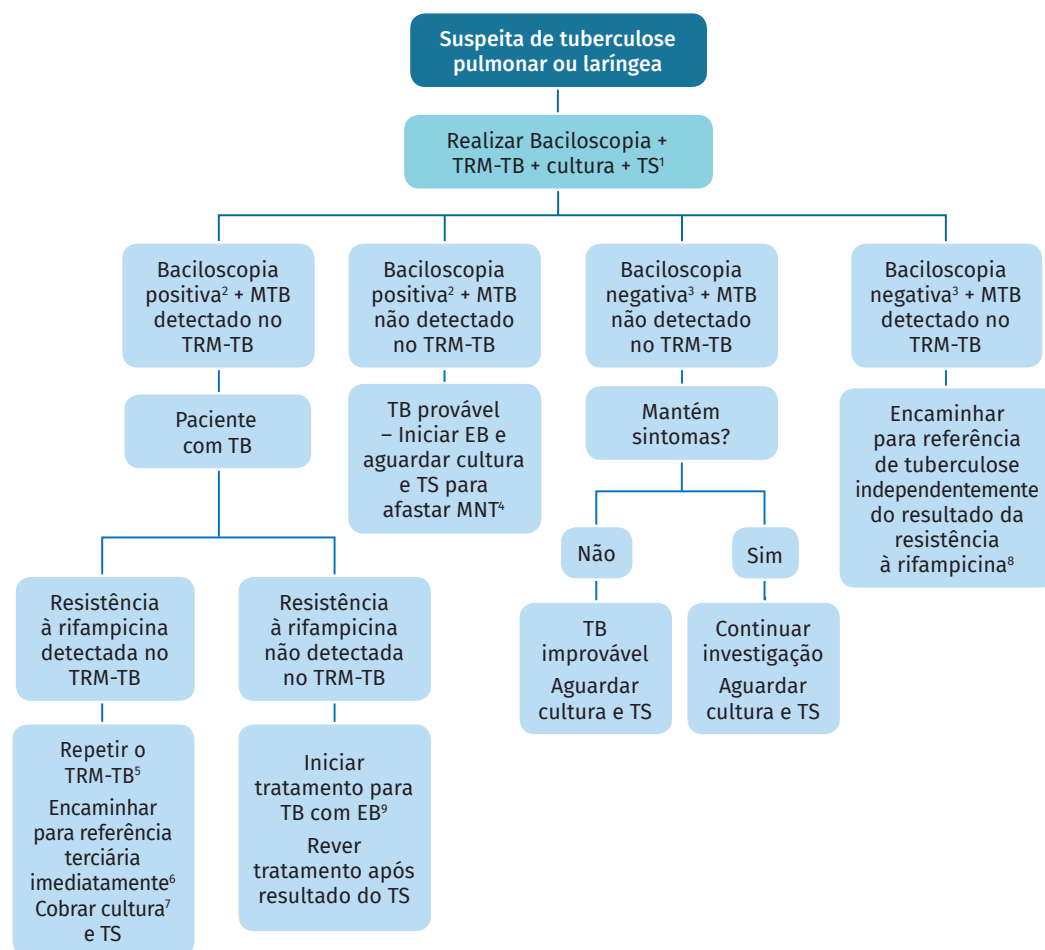 Suspeita de tuberculose
pulmonar ou laríngea
Realizar Baciloscopia +
TRM-TB + cultura + TS¹
Baciloscopia
positiva² + MTB
detectado no
TRM-TB
Baciloscopia
positiva² + MTB
não detectado
no TRM-TB
Baciloscopia
negativa³ + MTB
não detectado
no TRM-TB
Baciloscopia
negativa³ + MTB
detectado no
TRM-TB
Paciente
com TB
TB provável
– Iniciar EB e
aguardar cultura
e TS para
afastar MNT⁴
Mantém
sintomas?
Encaminhar
para referência
de tuberculose
independentemente
do resultado da
resistência
à rifampicina⁸
Não
Sim
Resistência
à rifampicina
detectada no
TRM-TB
Resistência
à rifampicina
não detectada
no TRM-TB
TB
improvável
Aguardar
cultura e TS
Continuar
investigação
Aguardar
cultura e TS
Repetir o
TRM-TB⁵
Encaminhar
para referência
terciária
imediatamente⁶
Cobrar cultura⁷
e TS
Iniciar
tratamento para
TB com EB⁹
Rever
tratamento após
resultado do TS